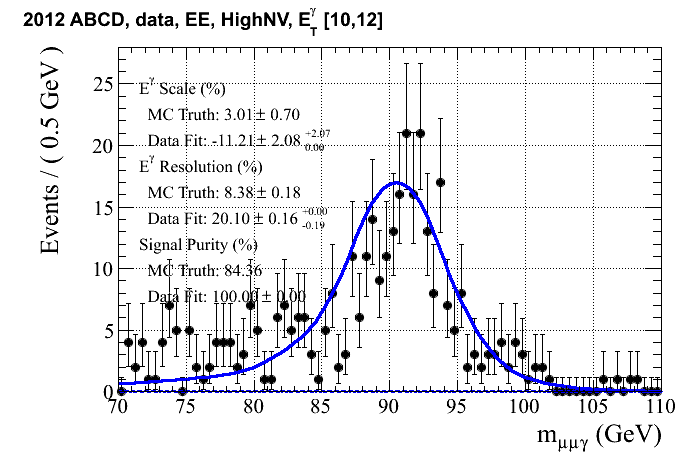 2012 ABCD, data, EE, HighNV, E_T^γ [10,12]
Events / ( 0.5 GeV )
25
20
15
10
5
0
E^γ Scale (%)
MC Truth: 3.01 ± 0.70
Data Fit: -11.21 ± 2.08 +2.07 0.00
E^γ Resolution (%)
MC Truth: 8.38 ± 0.18
Data Fit: 20.10 ± 0.16 +0.00 -0.19
Signal Purity (%)
MC Truth: 84.36
Data Fit: 100.00 ± 0.00
70 75 80 85 90 95 100 105 110
m_μμγ (GeV)